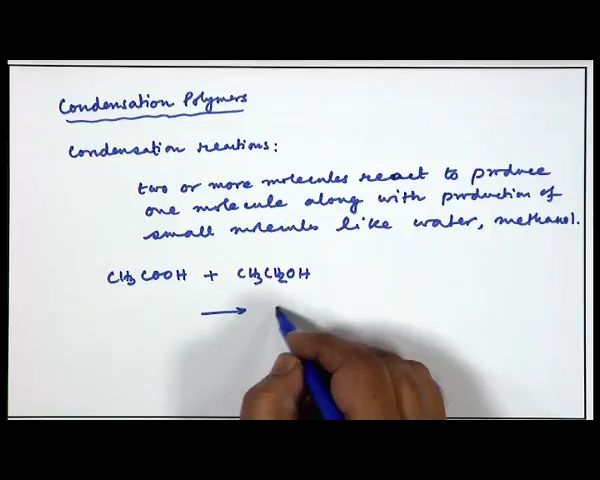 Condensation Polymers
Condensation reactions:
two or more molecules react to produce
one molecule along with production of
small molecules like water, methanol.
CH3COOH + CH3CH2OH
→